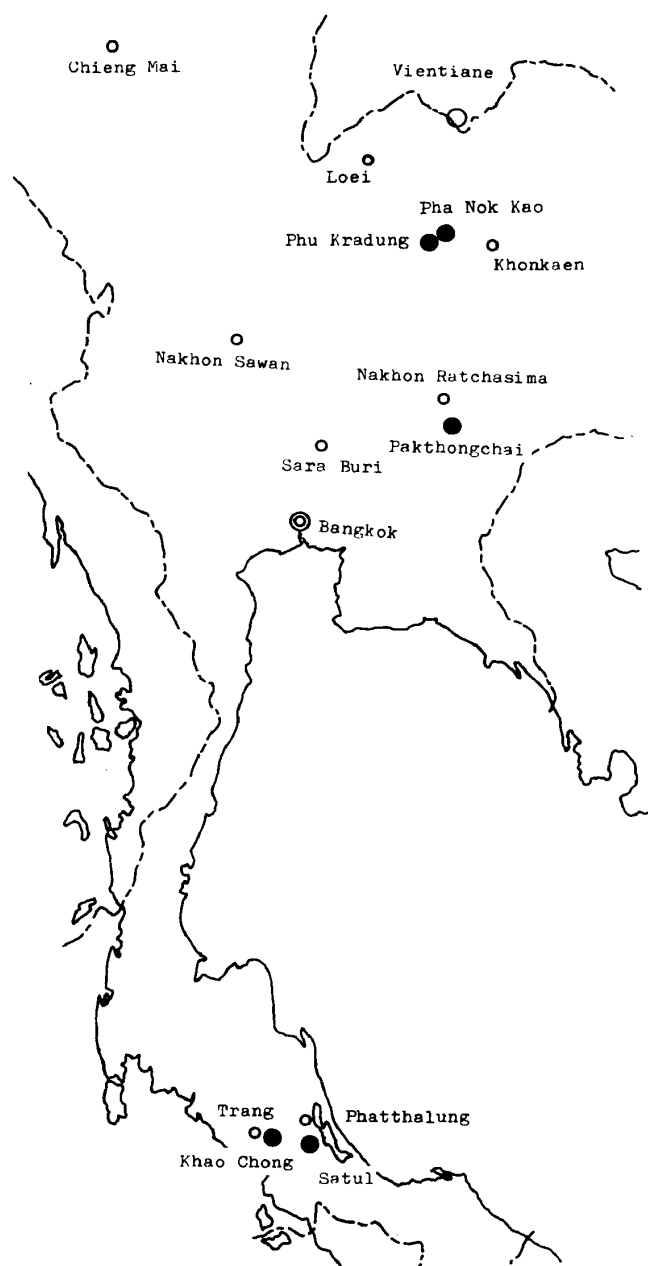 Chieng Mai
Vientiane
Loei
Pha Nok Kao
Phu Kradung
Khonkaen
Nakhon Sawan
Nakhon Ratchasima
Pakthongchai
Sara Buri
Bangkok
Trang
Phatthalung
Khao Chong
Satul